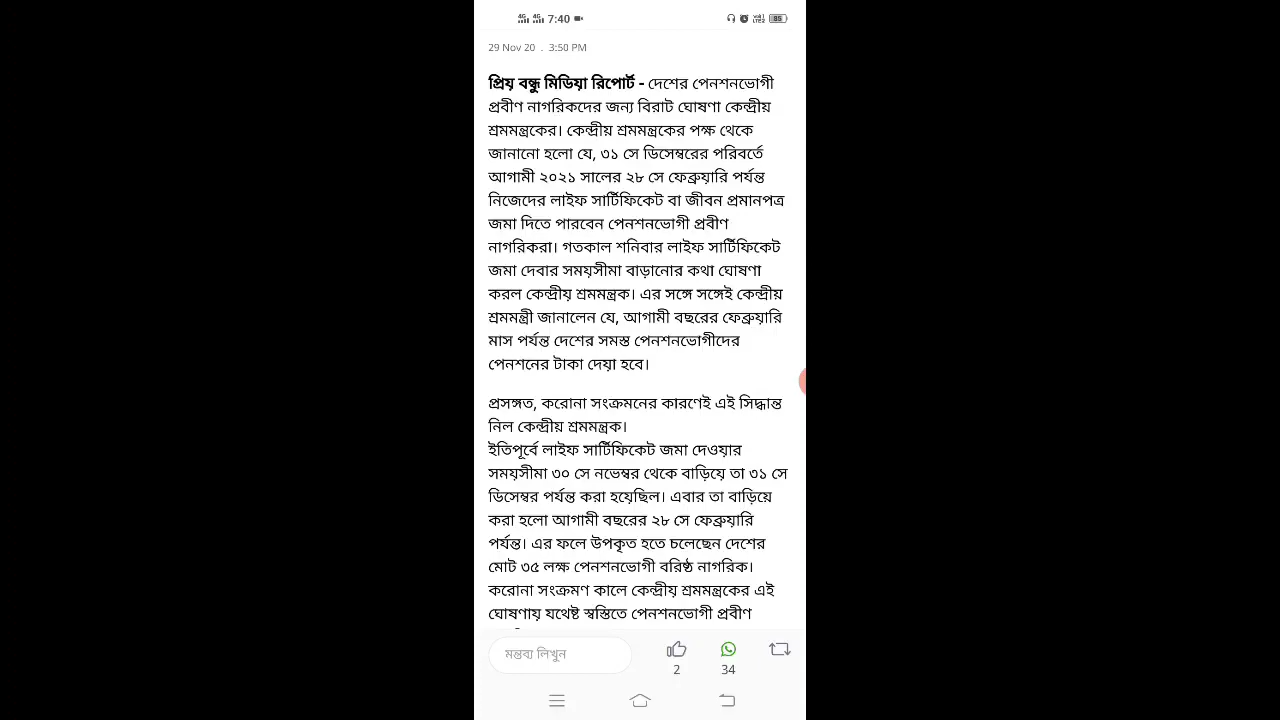 7:40
85
29 Nov 20 . 3:50 PM
প্রিয় বন্ধু মিডিয়া রিপোর্ট - দেশের পেনশনভোগী
প্রবীণ নাগরিকদের জন্য বিরাট ঘোষণা কেন্দ্রীয়
শ্রমমন্ত্রকের। কেন্দ্রীয় শ্রমমন্ত্রকের পক্ষ থেকে
জানানো হলো যে, ৩১ সে ডিসেম্বরের পরিবর্তে
আগামী ২০২১ সালের ২৮ সে ফেব্রুয়ারি পর্যন্ত
নিজেদের লাইফ সার্টিফিকেট বা জীবন প্রমানপত্র
জমা দিতে পারবেন পেনশনভোগী প্রবীণ
নাগরিকরা। গতকাল শনিবার লাইফ সার্টিফিকেট
জমা দেবার সময়সীমা বাড়ানোর কথা ঘোষণা
করল কেন্দ্রীয় শ্রমমন্ত্রক। এর সঙ্গে সঙ্গেই কেন্দ্রীয়
শ্রমমন্ত্রী জানালেন যে, আগামী বছরের ফেব্রুয়ারি
মাস পর্যন্ত দেশের সমস্ত পেনশনভোগীদের
পেনশনের টাকা দেয়া হবে।
প্রসঙ্গত, করোনা সংক্রমনের কারণেই এই সিদ্ধান্ত
নিল কেন্দ্রীয় শ্রমমন্ত্রক।
ইতিপূর্বে লাইফ সার্টিফিকেট জমা দেওয়ার
সময়সীমা ৩০ সে নভেম্বর থেকে বাড়িয়ে তা ৩১ সে
ডিসেম্বর পর্যন্ত করা হয়েছিল। এবার তা বাড়িয়ে
করা হলো আগামী বছরের ২৮ সে ফেব্রুয়ারি
পর্যন্ত। এর ফলে উপকৃত হতে চলেছেন দেশের
মোট ৩৫ লক্ষ পেনশনভোগী বরিষ্ঠ নাগরিক।
করোনা সংক্রমণ কালে কেন্দ্রীয় শ্রমমন্ত্রকের এই
ঘোষণায় যথেষ্ট স্বস্তিতে পেনশনভোগী প্রবীণ
মন্তব্য লিখুন
2
34